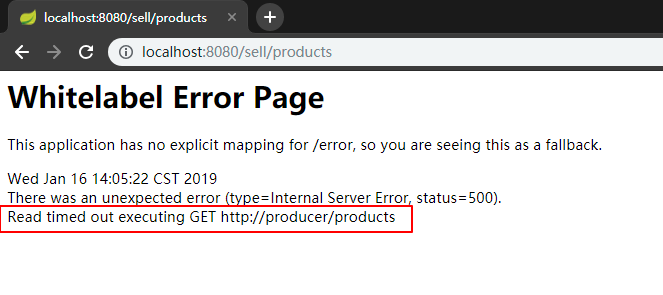 localhost:8080/sell/products
localhost:8080/sell/products
Whitelabel Error Page
This application has no explicit mapping for /error, so you are seeing this as a fallback.
Wed Jan 16 14:05:22 CST 2019
There was an unexpected error (type=Internal Server Error, status=500).
Read timed out executing GET http://producer/products